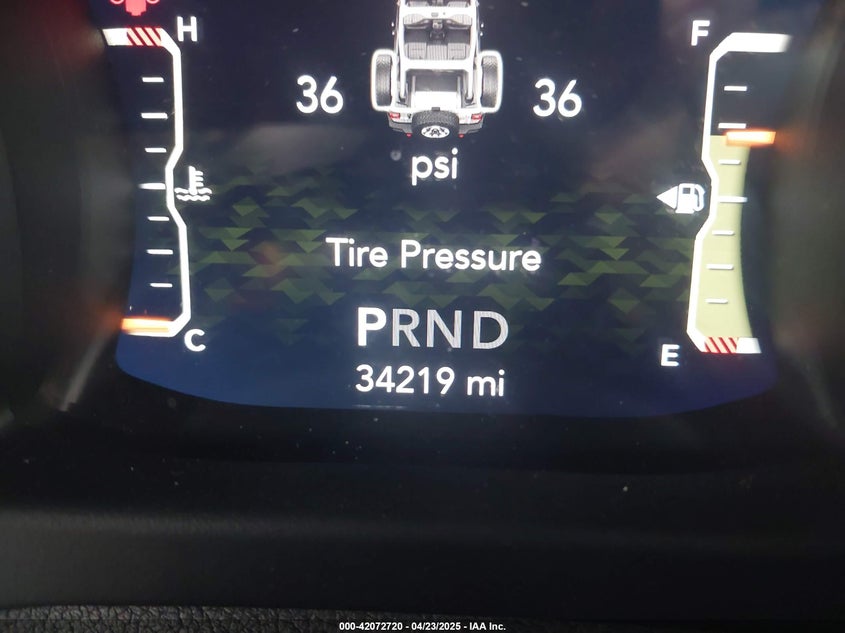 H F
36 36
psi
Tire Pressure
PRND
C E
34219 mi
000-42072720 - 04/23/2025 - IAA Inc.